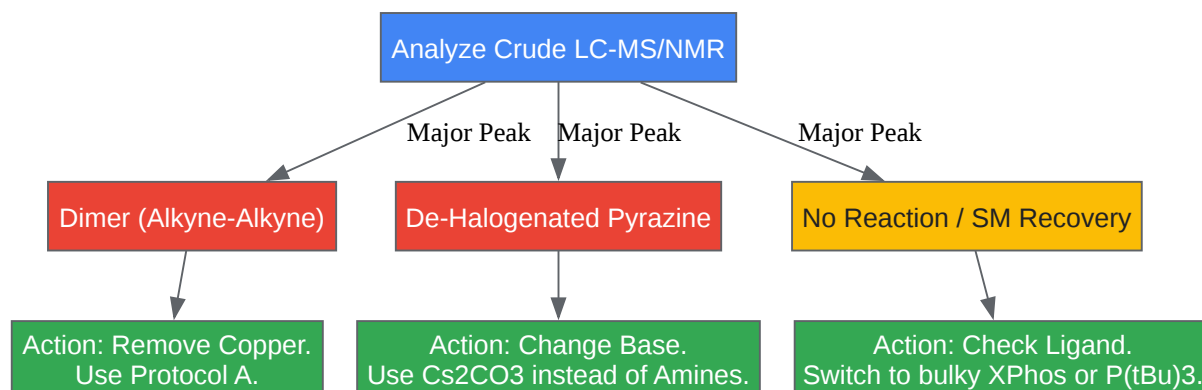 Analyze Crude LC-MS/NMR
Major Peak
Major Peak
Major Peak
Dimer (Alkyne-Alkyne)
De-Halogenated Pyrazine
No Reaction / SM Recovery
Action: Remove Copper.
Use Protocol A.
Action: Change Base.
Use Cs2CO3 instead of Amines.
Action: Check Ligand.
Switch to bulky XPhos or P(tBu)3